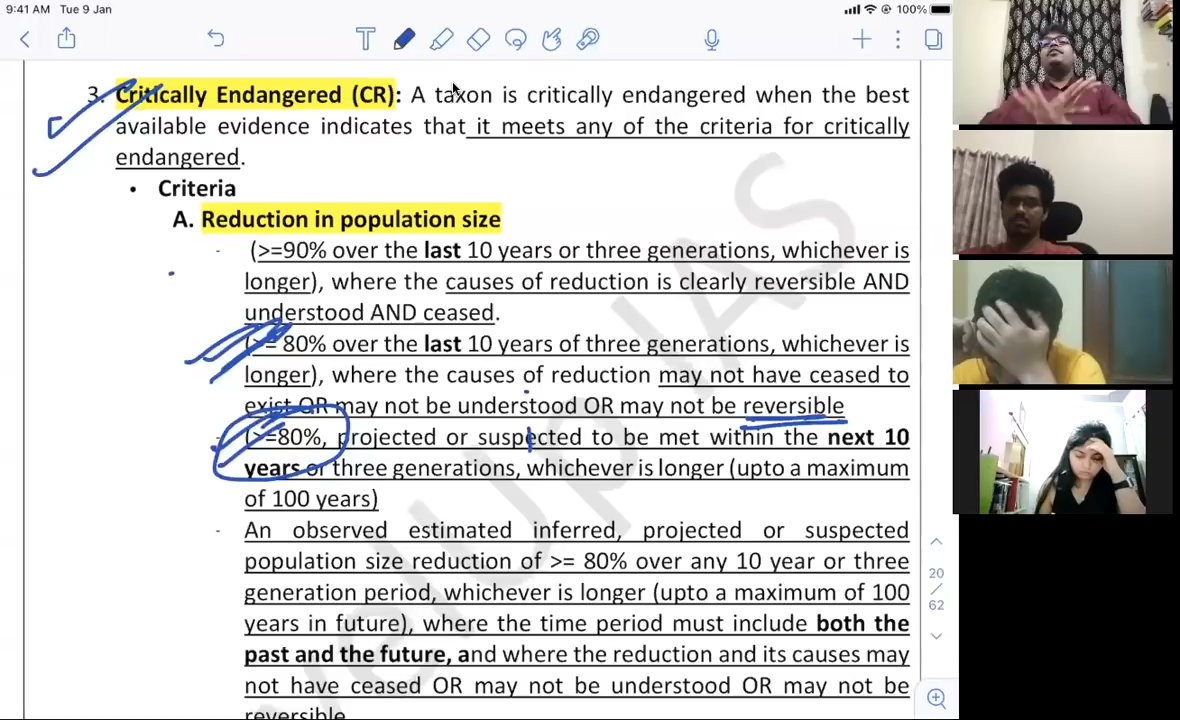 9:41 AM Tue 9 Jan
100%
3. Critically Endangered (CR): A taxon is critically endangered when the best
available evidence indicates that it meets any of the criteria for critically
endangered.
• Criteria
A. Reduction in population size
- (>=90% over the last 10 years or three generations, whichever is
longer), where the causes of reduction is clearly reversible AND
understood AND ceased.
(>= 80% over the last 10 years of three generations, whichever is
longer), where the causes of reduction may not have ceased to
exist OR may not be understood OR may not be reversible
- (>=80%, projected or suspected to be met within the next 10
years or three generations, whichever is longer (upto a maximum
of 100 years)
- An observed estimated inferred, projected or suspected
population size reduction of >= 80% over any 10 year or three
generation period, whichever is longer (upto a maximum of 100
years in future), where the time period must include both the
past and the future, and where the reduction and its causes may
not have ceased OR may not be understood OR may not be
reversible
20
/
62
velUp IAS